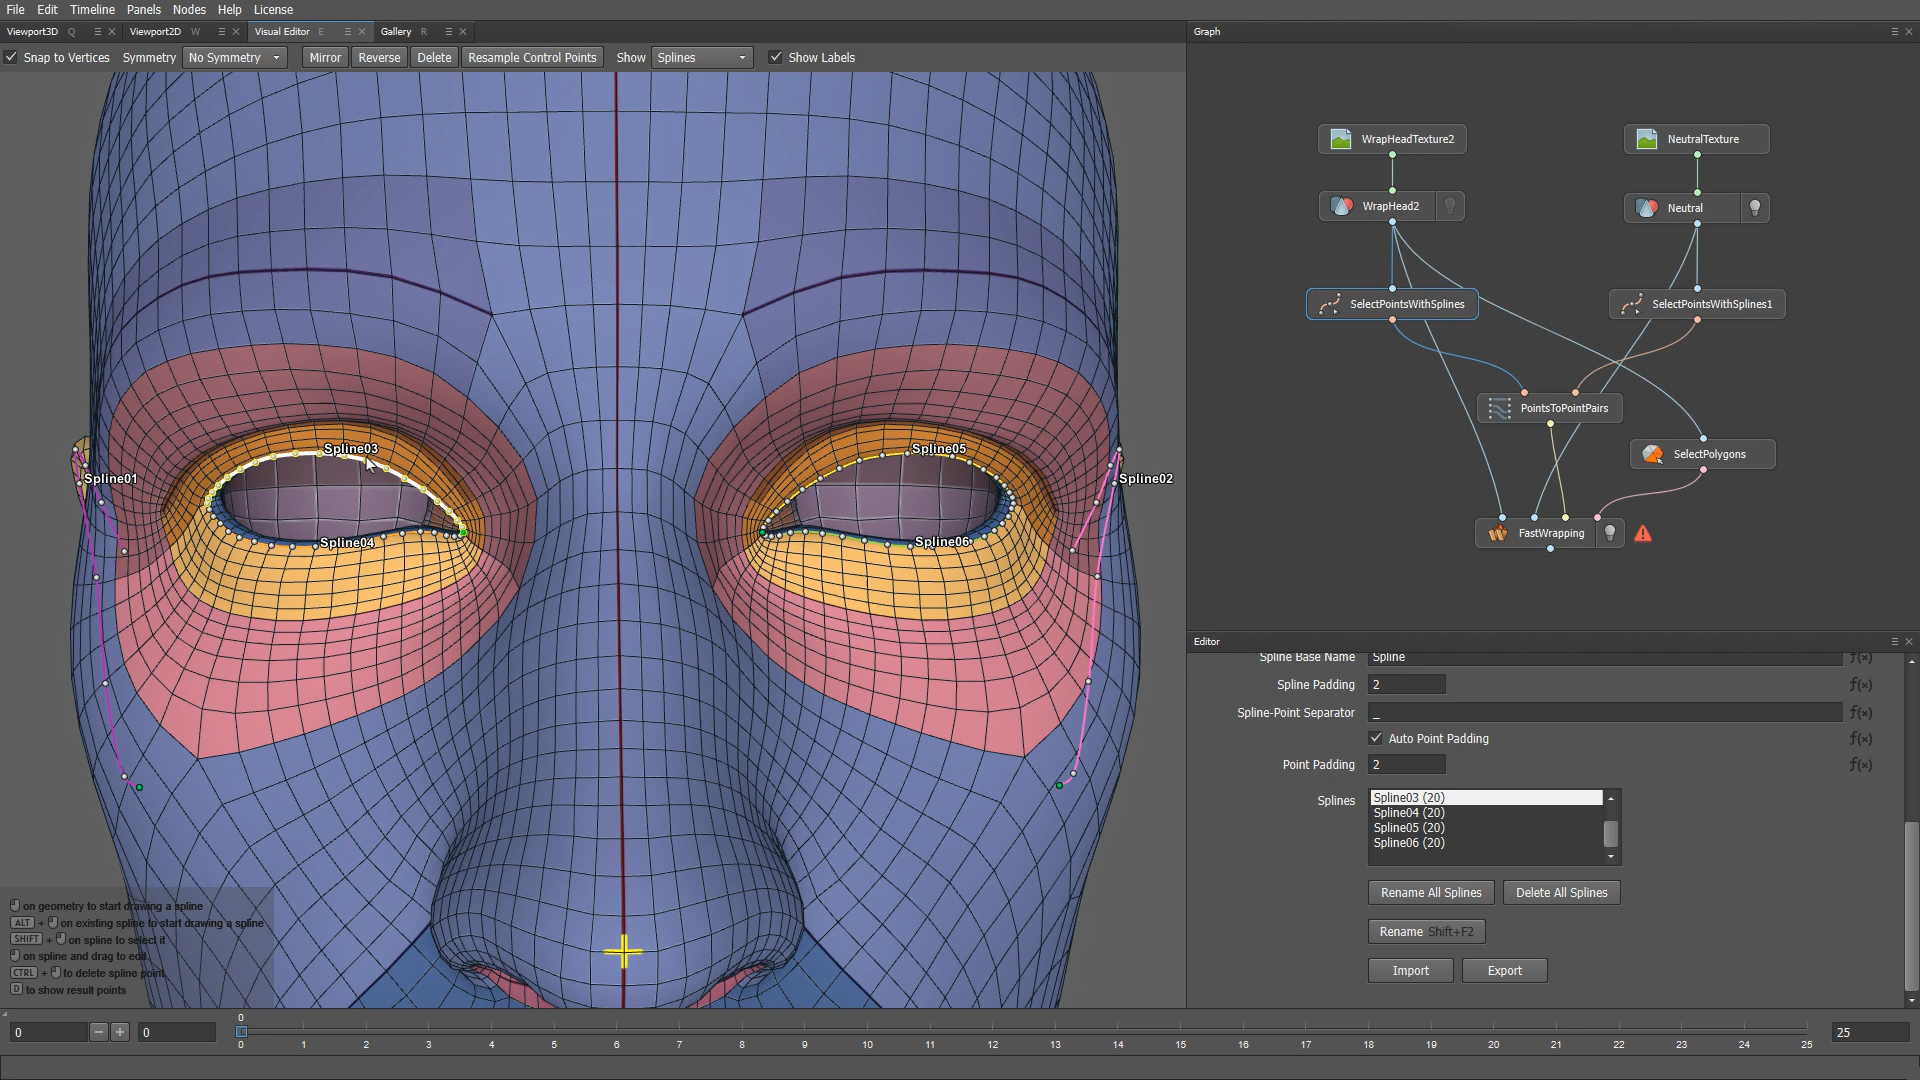 File Edit Timeline Panels Nodes Help License
Viewport3D Q Viewport2D W Visual Editor E Gallery R
Graph
Snap to Vertices Symmetry No Symmetry Mirror Reverse Delete Resample Control Points Show Splines Show Labels
WrapHeadTexture2 NeutralTexture
WrapHead2 Neutral
SelectPointsWithSplines SelectPointsWithSplines1
PointsToPointPairs
SelectPolygons
FastWrapping
Spline03 Spline05
Spline01 Spline02
Spline04 Spline06
Editor
Spline Base Name Spline f(×)
Spline Padding 2 f(×)
Spline-Point Separator _ f(×)
Auto Point Padding f(×)
Point Padding 2 f(×)
Splines
Spline03 (20)
Spline04 (20)
Spline05 (20)
Spline06 (20)
Rename All Splines Delete All Splines
Rename Shift+F2
Import Export
on geometry to start drawing a spline
ALT + on existing spline to start drawing a spline
SHIFT + on spline to select it
on spline and drag to edit
CTRL + to delete spline point
D to show result points
0 − + 0
0
0 1 2 3 4 5 6 7 8 9 10 11 12 13 14 15 16 17 18 19 20 21 22 23 24 25
25